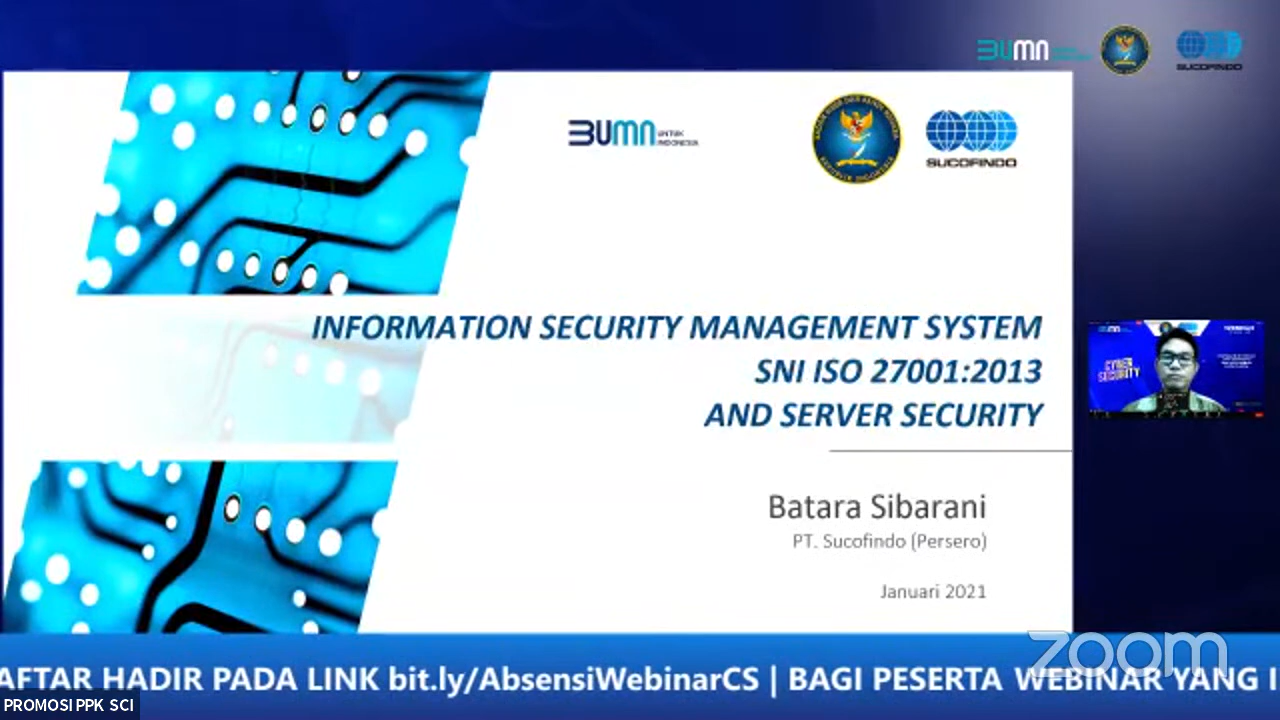 BUMN
SUCOFINDO
BUMN UNTUK
INDONESIA
SUCOFINDO
INFORMATION SECURITY MANAGEMENT SYSTEM
SNI ISO 27001:2013
AND SERVER SECURITY
CYBER
SECURITY
Batara Sibarani
PT. Sucofindo (Persero)
Januari 2021
zoom
AFTAR HADIR PADA LINK bit.ly/AbsensiWebinarCS | BAGI PESERTA WEBINAR YANG I
PROMOSI PPK SCI